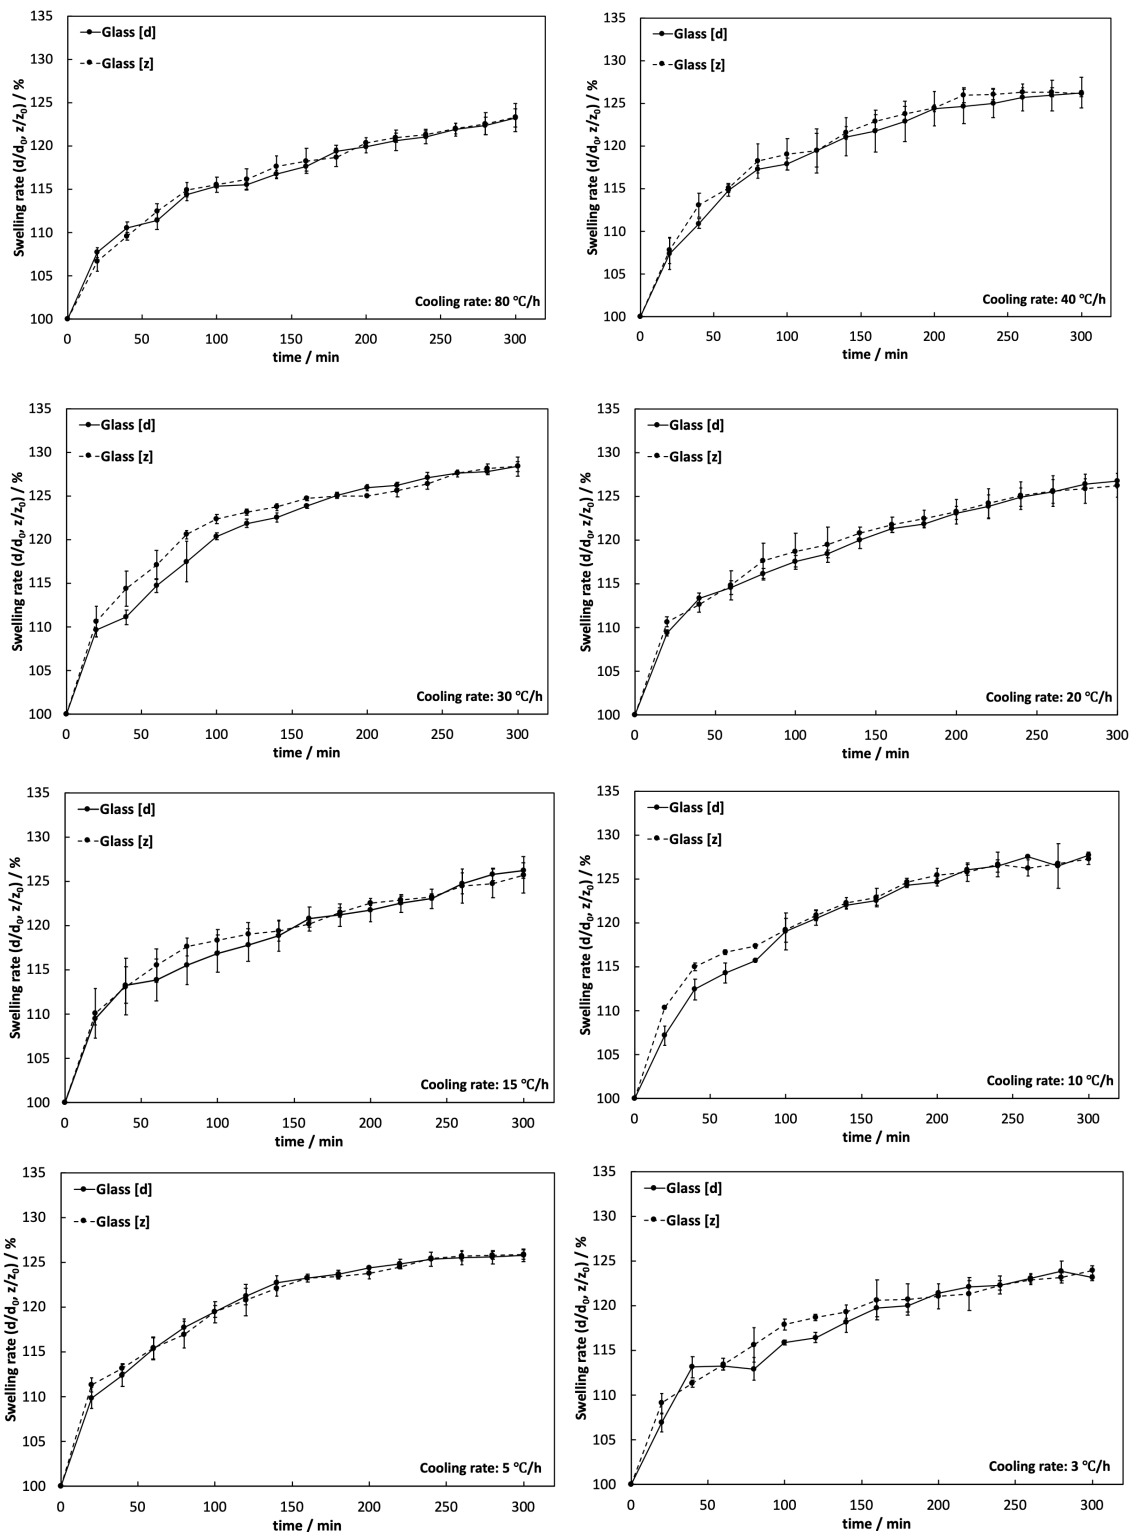 135
130
125
120
115
110
105
100
Swelling rate (d/d₀, z/z₀) / %
Glass [d]
Glass [z]
Cooling rate: 80 ℃/h
0 50 100 150 200 250 300
time / min
135
130
125
120
115
110
105
100
Swelling rate (d/d₀, z/z₀) / %
Glass [d]
Glass [z]
Cooling rate: 40 ℃/h
0 50 100 150 200 250 300
time / min
135
130
125
120
115
110
105
100
Swelling rate (d/d₀, z/z₀) / %
Glass [d]
Glass [z]
Cooling rate: 30 ℃/h
0 50 100 150 200 250 300
time / min
135
130
125
120
115
110
105
100
Swelling rate (d/d₀, z/z₀) / %
Glass [d]
Glass [z]
Cooling rate: 20 ℃/h
0 50 100 150 200 250 300
time / min
135
130
125
120
115
110
105
100
Swelling rate (d/d₀, z/z₀) / %
Glass [d]
Glass [z]
Cooling rate: 15 ℃/h
0 50 100 150 200 250 300
time / min
135
130
125
120
115
110
105
100
Swelling rate (d/d₀, z/z₀) / %
Glass [d]
Glass [z]
Cooling rate: 10 ℃/h
0 50 100 150 200 250 300
time / min
135
130
125
120
115
110
105
100
Swelling rate (d/d₀, z/z₀) / %
Glass [d]
Glass [z]
Cooling rate: 5 ℃/h
0 50 100 150 200 250 300
time / min
135
130
125
120
115
110
105
100
Swelling rate (d/d₀, z/z₀) / %
Glass [d]
Glass [z]
Cooling rate: 3 ℃/h
0 50 100 150 200 250 300
time / min